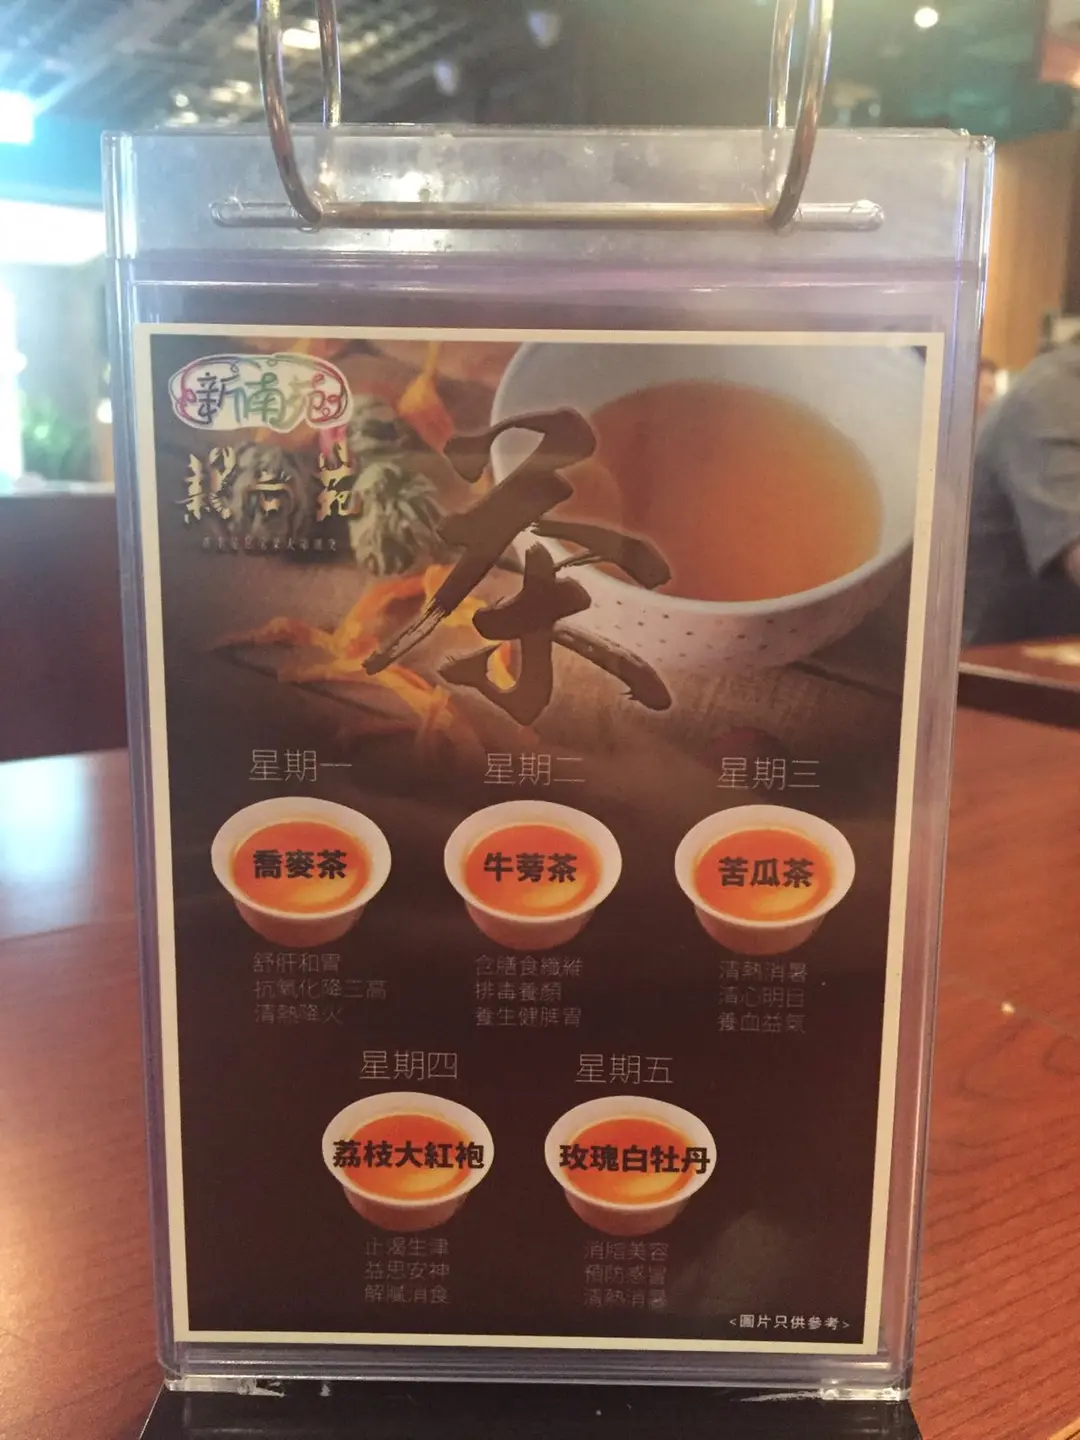 新南苑
茶
星期一
星期二
星期三
喬麥茶
牛蒡茶
苦瓜茶
舒肝和胃
抗氧化降三高
清熱降火
含膳食纖維
排毒養顏
養生健脾胃
清熱消暑
清心明目
養血益氣
星期四
星期五
荔枝大紅袍
玫瑰白牡丹
止渴生津
益思安神
解膩消食
消脂美容
預防感冒
清熱消暑
<圖片只供參考>